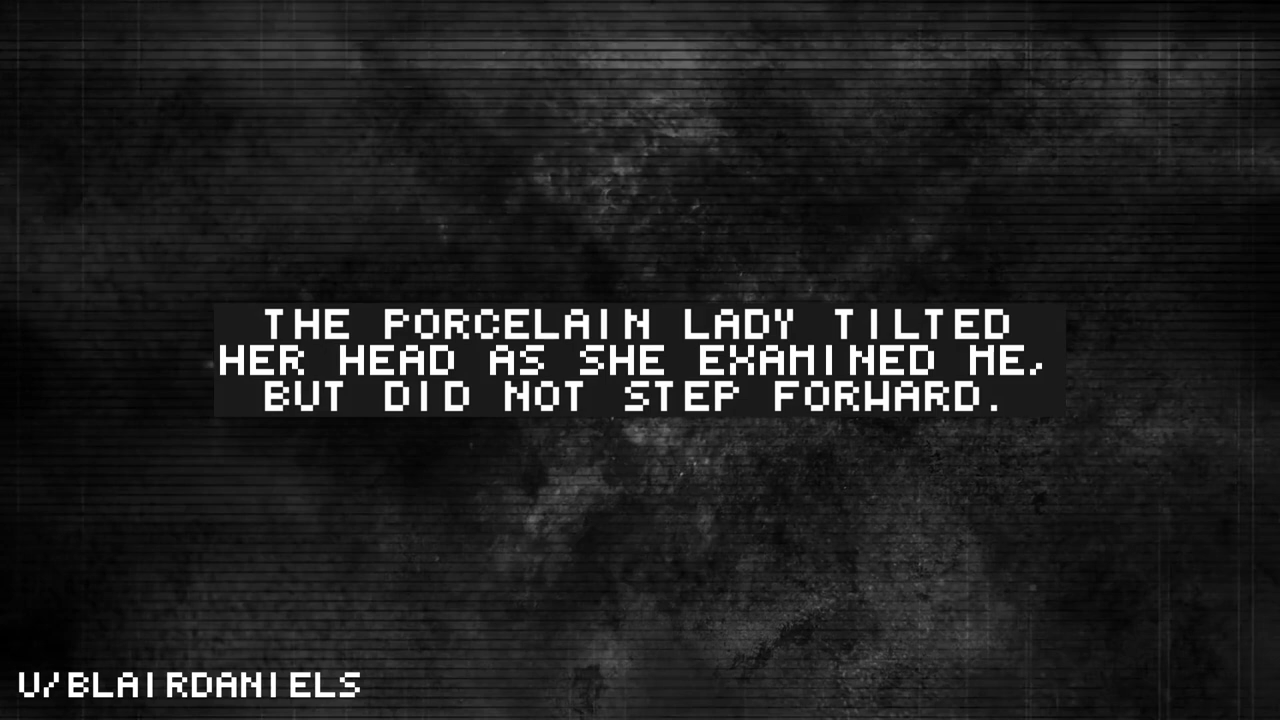 THE PORCELAIN LADY TILTED
HER HEAD AS SHE EXAMINED ME,
BUT DID NOT STEP FORWARD.
U/BLAIRDANIELS